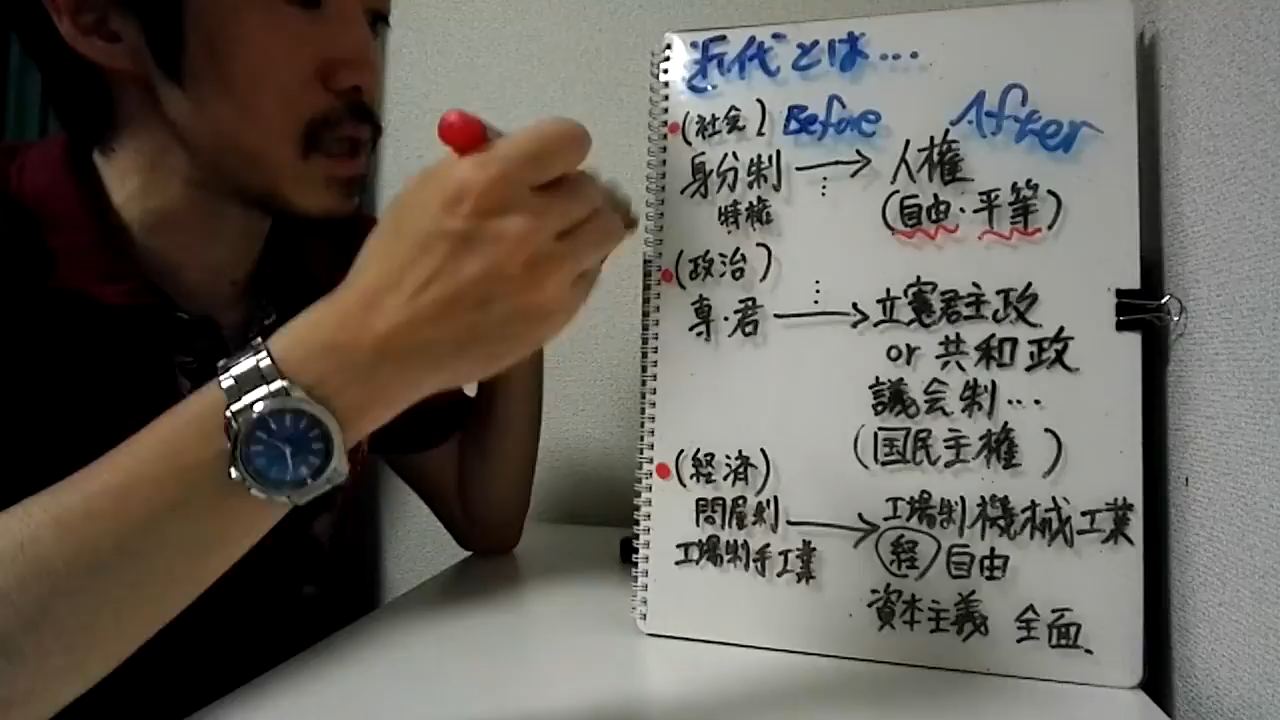 近代とは…
(社会) Before After
身分制 → 人権
特権 (自由・平等)
(政治)
専・君 → 立憲君主政
or 共和政
議会制…
(国民主権)
(経済)
問屋制 → 工場制機械工業
工場制手工業 経 自由
資本主義 全面